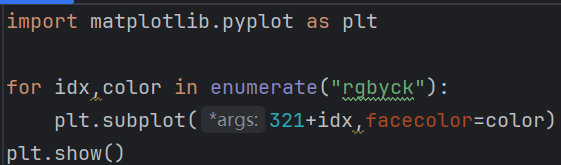 import matplotlib.pyplot as plt
for idx,color in enumerate("rgbyck"):
    plt.subplot( *args: 321+idx,facecolor=color)
plt.show()